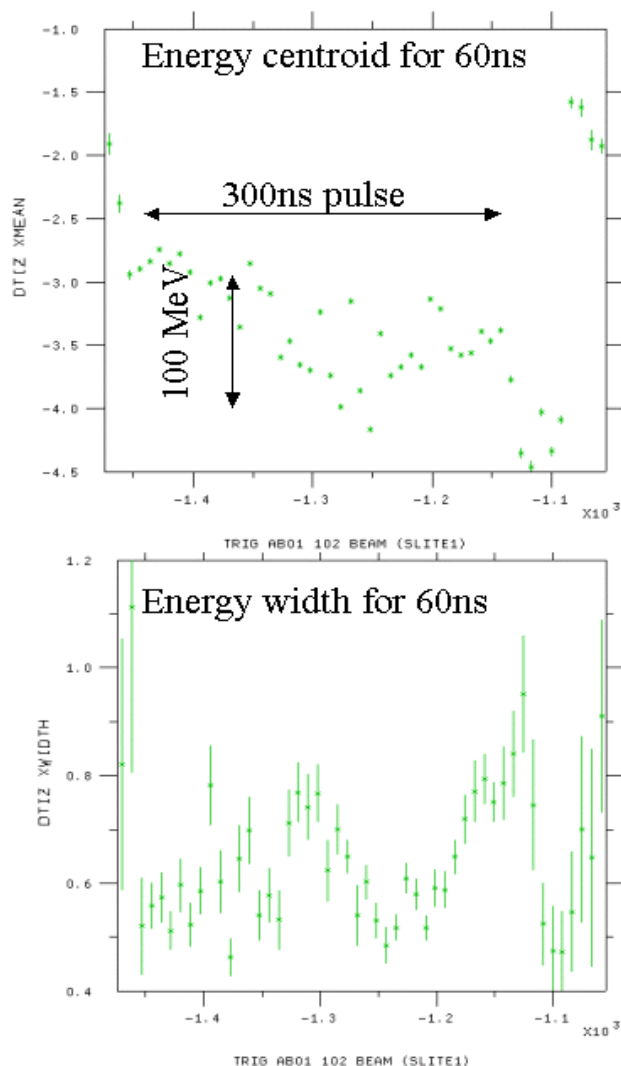 -1.0
Energy centroid for 60ns
-1.5
-2.0
300ns pulse
-2.5
DTIZ XMEAN
-3.0
100 MeV
-3.5
-4.0
-4.5
-1.4 -1.3 -1.2 -1.1
X10 3
TRIG AB01 102 BEAM (SLITE1)
1.2
Energy width for 60ns
1.0
DTIZ XWIDTH
0.8
0.6
0.4
-1.4 -1.3 -1.2 -1.1
X10 3
TRIG AB01 102 BEAM (SLITE1)